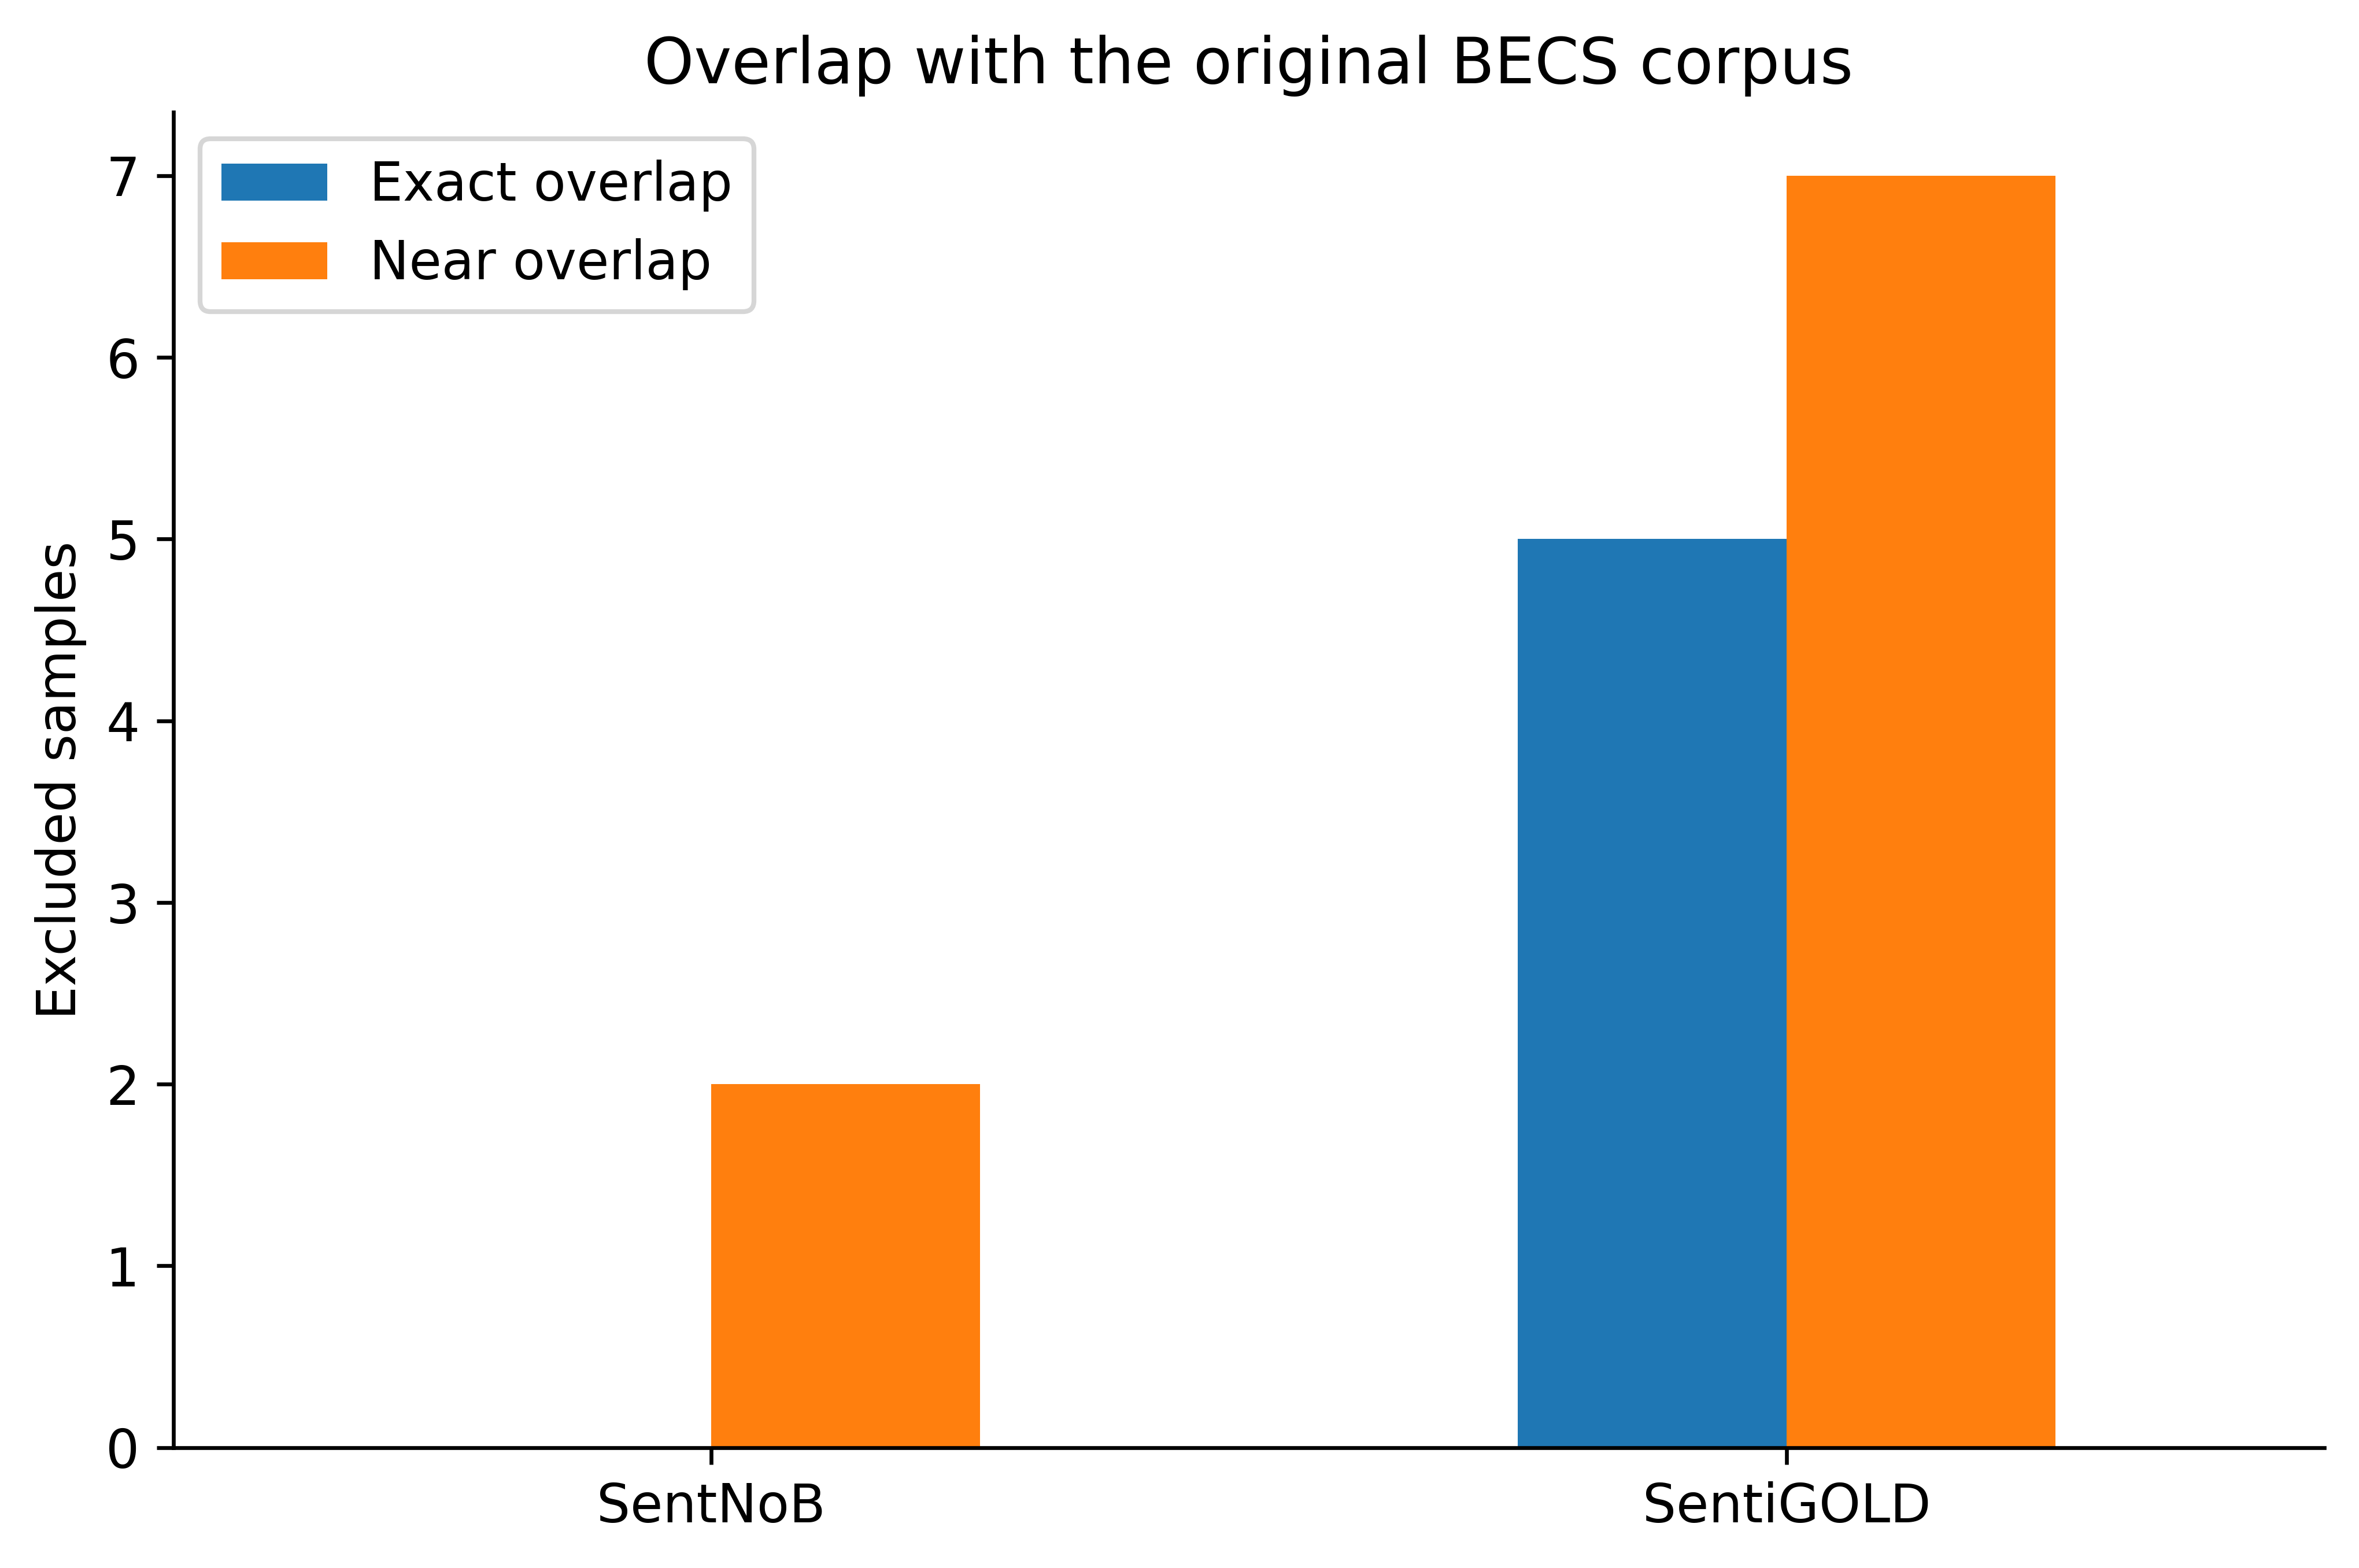 Overlap with the original BECS corpus
Exact overlap
Near overlap
Excluded samples
7
6
5
4
3
2
1
0
SentNoB
SentiGOLD